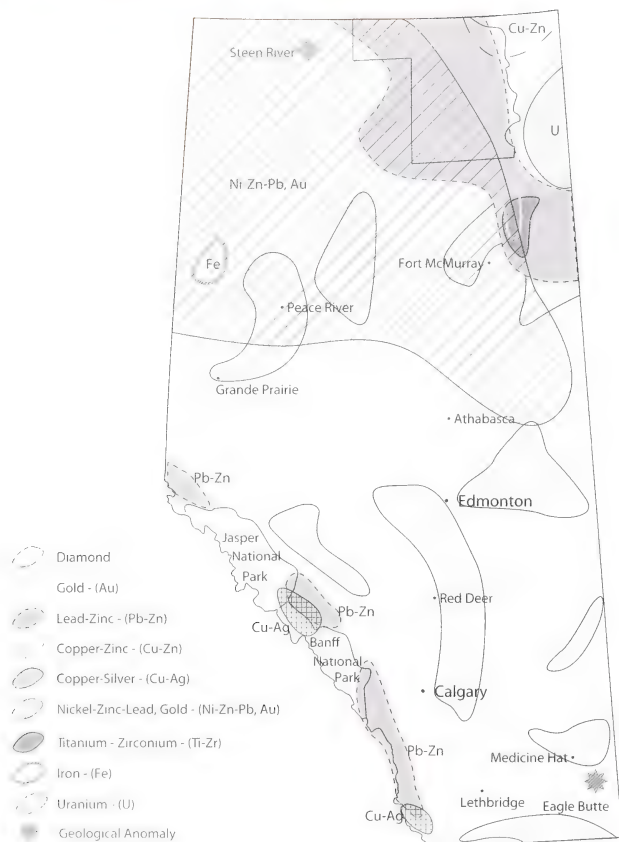 Cu-Zn
Steen River
U
Ni-Zn-Pb, Au
Fe
Fort McMurray
Peace River
Grande Prairie
Athabasca
Pb-Zn
Edmonton
Jasper
National
Park
Pb-Zn
Red Deer
Cu-Ag
Banff
National
Park
Calgary
Pb-Zn
Medicine Hat
Lethbridge
Eagle Butte
Cu-Ag
Diamond
Gold - (Au)
Lead-Zinc - (Pb-Zn)
Copper-Zinc - (Cu-Zn)
Copper-Silver - (Cu-Ag)
Nickel-Zinc-Lead, Gold - (Ni-Zn-Pb, Au)
Titanium - Zirconium - (Ti-Zr)
Iron - (Fe)
Uranium - (U)
Geological Anomaly